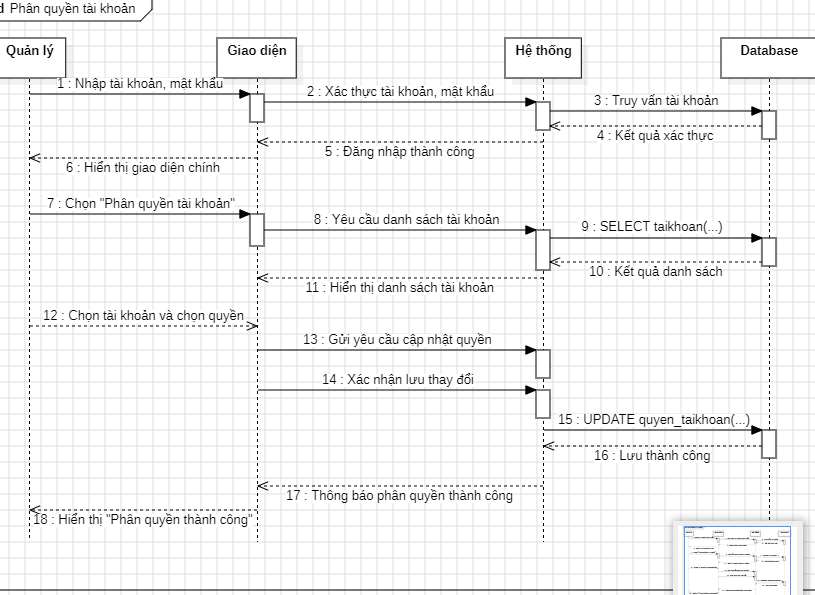 d Phân quyền tài khoản
Quản lý
Giao diện
Hệ thống
Database
1 : Nhập tài khoản, mật khẩu
2 : Xác thực tài khoản, mật khẩu
3 : Truy vấn tài khoản
4 : Kết quả xác thực
5 : Đăng nhập thành công
6 : Hiển thị giao diện chính
7 : Chọn "Phân quyền tài khoản"
8 : Yêu cầu danh sách tài khoản
9 : SELECT taikhoan(...)
10 : Kết quả danh sách
11 : Hiển thị danh sách tài khoản
12 : Chọn tài khoản và chọn quyền
13 : Gửi yêu cầu cập nhật quyền
14 : Xác nhận lưu thay đổi
15 : UPDATE quyen_taikhoan(...)
16 : Lưu thành công
17 : Thông báo phân quyền thành công
18 : Hiển thị "Phân quyền thành công"